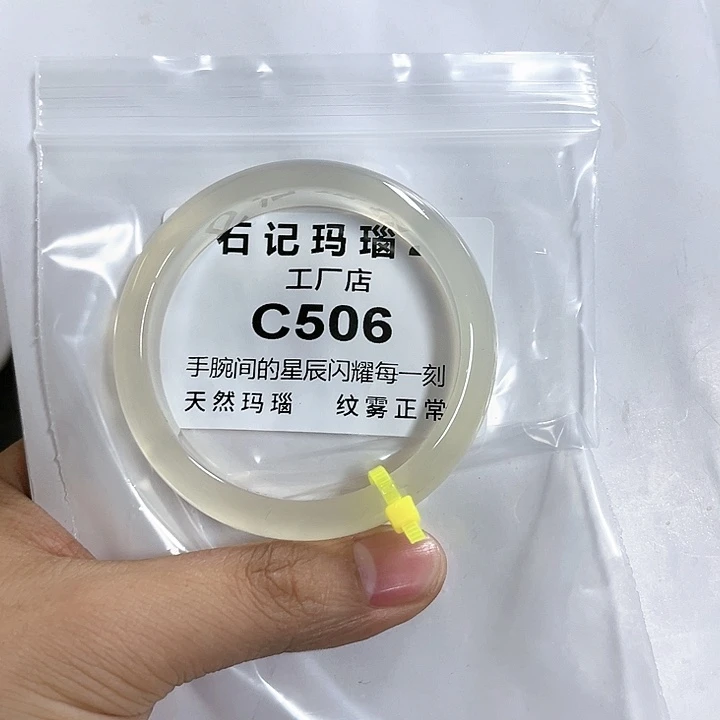 石记玛瑙
工厂店
C506
手腕间的星辰闪耀每一刻
天然玛瑙 纹雾正常